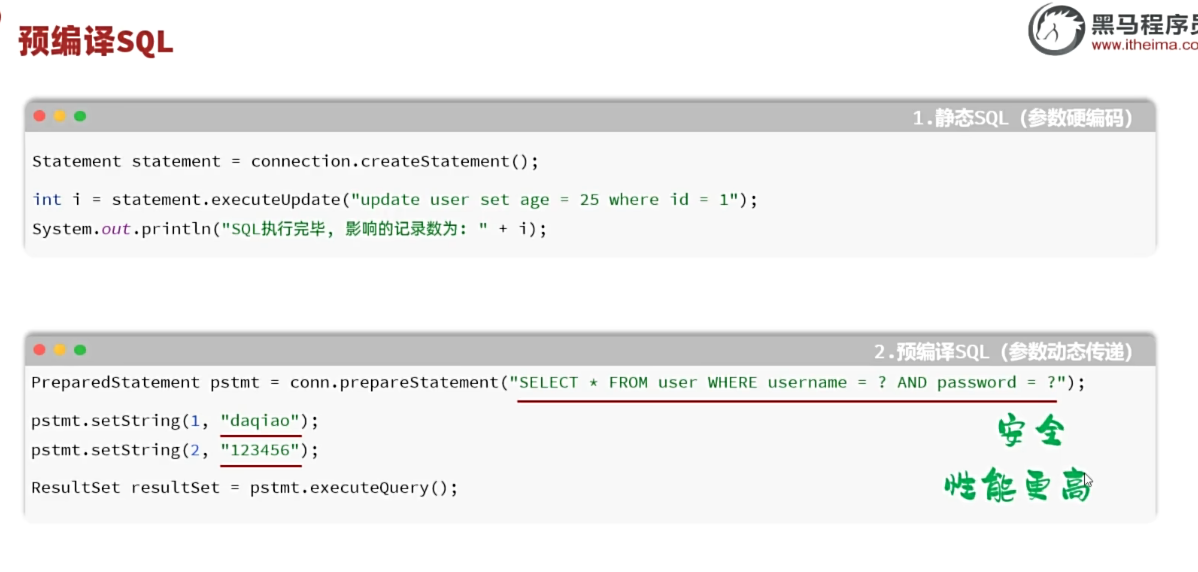 预编译SQL
黑马程序员
www.itheima.co
1.静态SQL（参数硬编码）
Statement statement = connection.createStatement();
int i = statement.executeUpdate("update user set age = 25 where id = 1");
System.out.println("SQL执行完毕, 影响的记录数为: " + i);
2.预编译SQL（参数动态传递）
PreparedStatement pstmt = conn.prepareStatement("SELECT * FROM user WHERE username = ? AND password = ?");
pstmt.setString(1, "daqiao");
pstmt.setString(2, "123456");
ResultSet resultSet = pstmt.executeQuery();
安全
性能更高